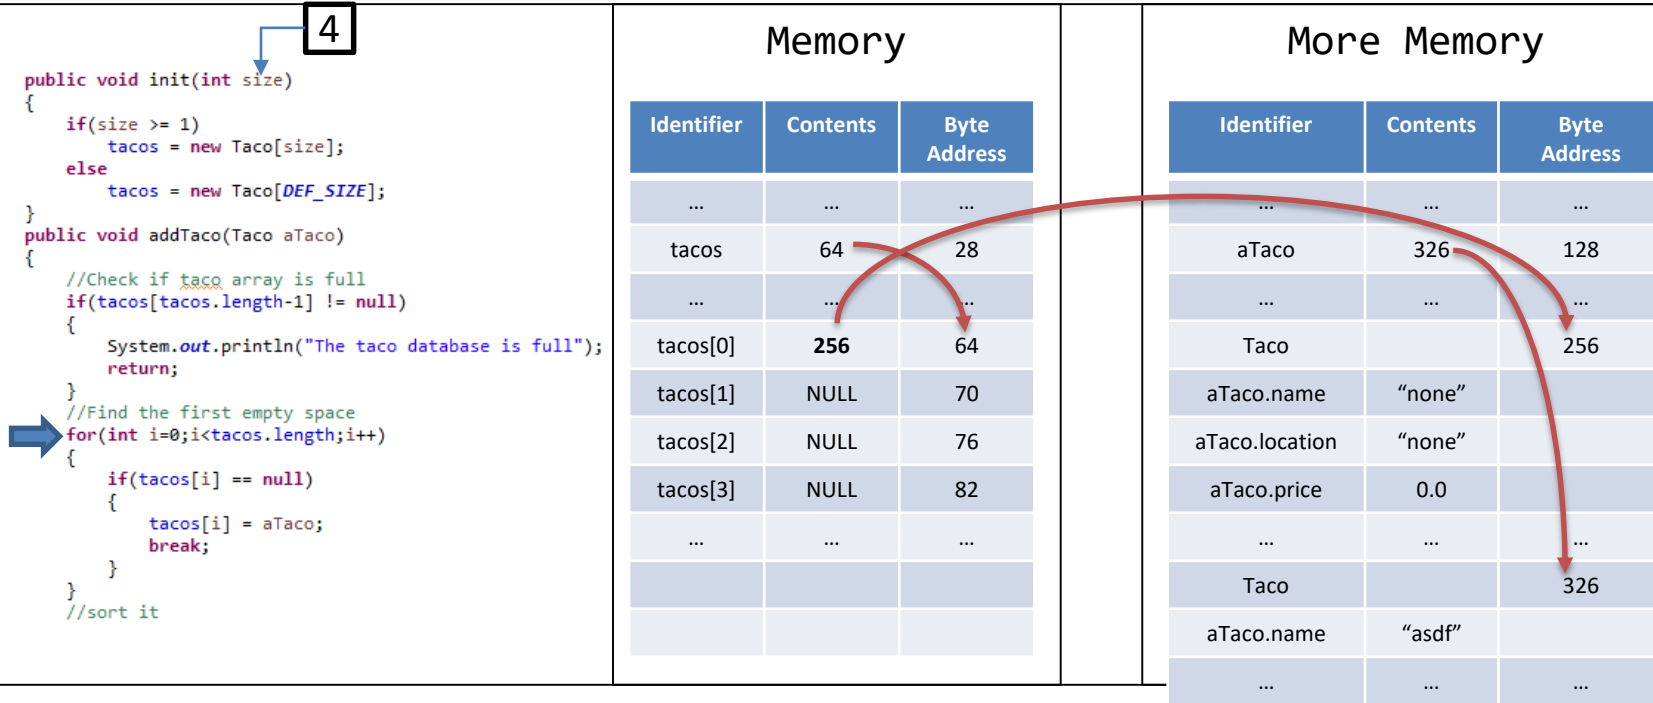 4
public void init(int size)
{
if(size >= 1)
tacos = new Taco[size];
else
tacos = new Taco[DEF_SIZE];
}
public void addTaco(Taco aTaco)
{
//Check if taco array is full
if(tacos[tacos.length-1] != null)
{
System.out.println("The taco database is full");
return;
}
//Find the first empty space
for(int i=0;i<tacos.length;i++)
{
if(tacos[i] == null)
{
tacos[i] = aTaco;
break;
}
}
//sort it
Memory
Identifier Contents Byte Address
... ... ...
tacos 64 28
... ... ...
tacos[0] 256 64
tacos[1] NULL 70
tacos[2] NULL 76
tacos[3] NULL 82
... ... ...
More Memory
Identifier Contents Byte Address
... ... ...
aTaco 326 128
... ... ...
Taco 256
aTaco.name “none”
aTaco.location “none”
aTaco.price 0.0
... ... ...
Taco 326
aTaco.name “asdf”
... ... ...